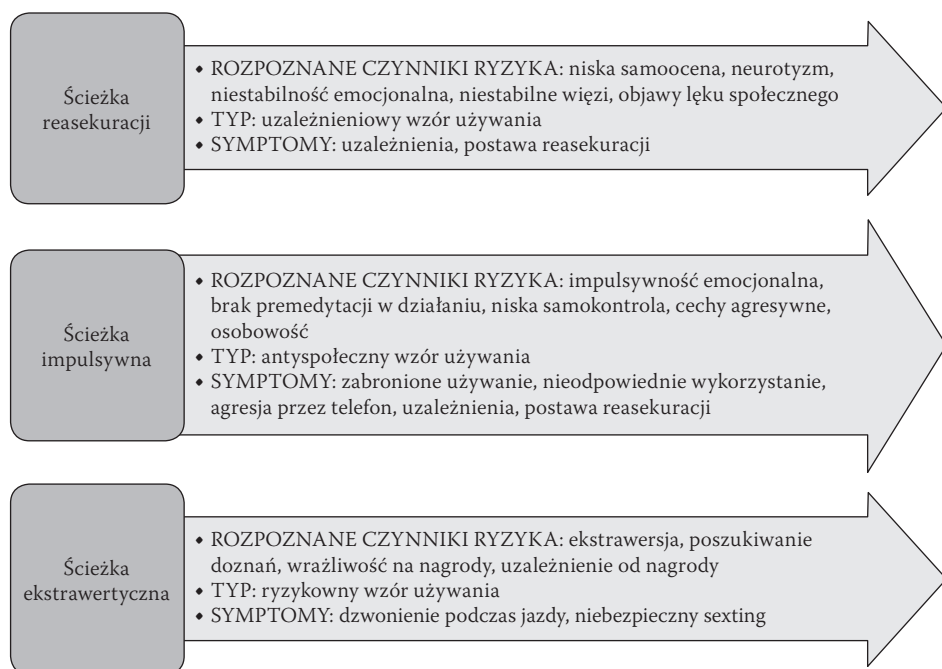 Ścieżka
reasekuracji
• ROZPOZNANE CZYNNIKI RYZYKA: niska samoocena, neurotyzm,
niestabilność emocjonalna, niestabilne więzi, objawy lęku społecznego
• TYP: uzależnieniowy wzór używania
• SYMPTOMY: uzależnienia, postawa reasekuracji
Ścieżka
impulsywna
• ROZPOZNANE CZYNNIKI RYZYKA: impulsywność emocjonalna,
brak premedytacji w działaniu, niska samokontrola, cechy agresywne,
osobowość
• TYP: antyspołeczny wzór używania
• SYMPTOMY: zabronione używanie, nieodpowiednie wykorzystanie,
agresja przez telefon, uzależnienia, postawa reasekuracji
Ścieżka
ekstrawertyczna
• ROZPOZNANE CZYNNIKI RYZYKA: ekstrawersja, poszukiwanie
doznań, wrażliwość na nagrody, uzależnienie od nagrody
• TYP: ryzykowny wzór używania
• SYMPTOMY: dzwonienie podczas jazdy, niebezpieczny sexting